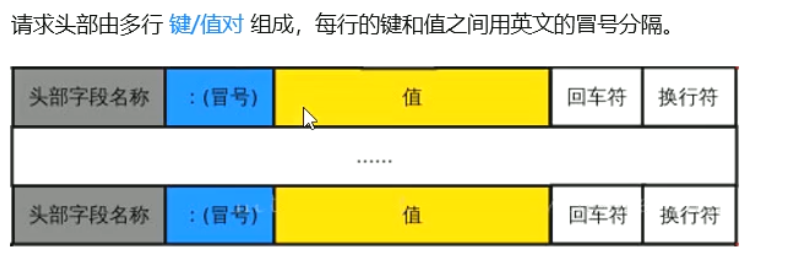 请求头部由多行 键/值对 组成，每行的键和值之间用英文的冒号分隔。
头部字段名称 ：(冒号) 值 回车符 换行符
……
头部字段名称 ：(冒号) 值 回车符 换行符